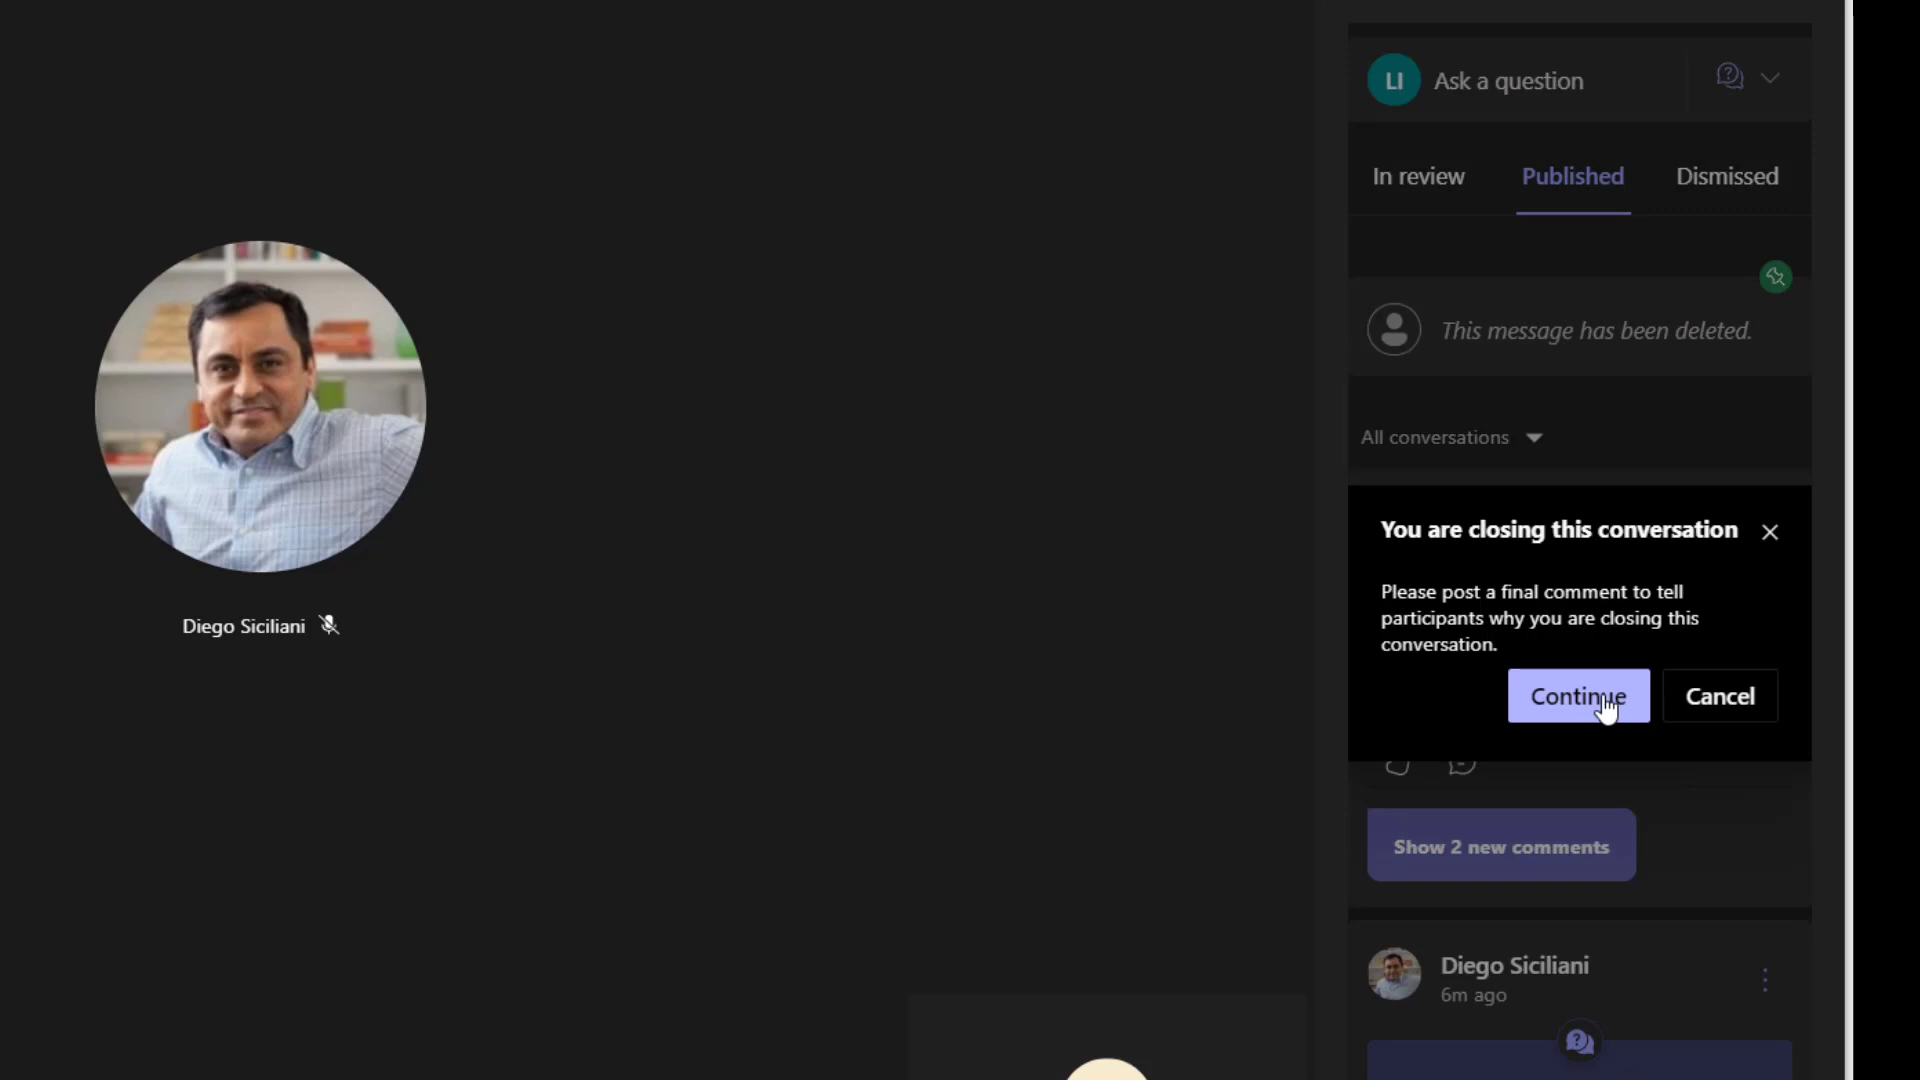 LI Ask a question
In review Published Dismissed
This message has been deleted.
All conversations
You are closing this conversation
Please post a final comment to tell
participants why you are closing this
conversation.
Continue Cancel
Show 2 new comments
Diego Siciliani
6m ago
Diego Siciliani